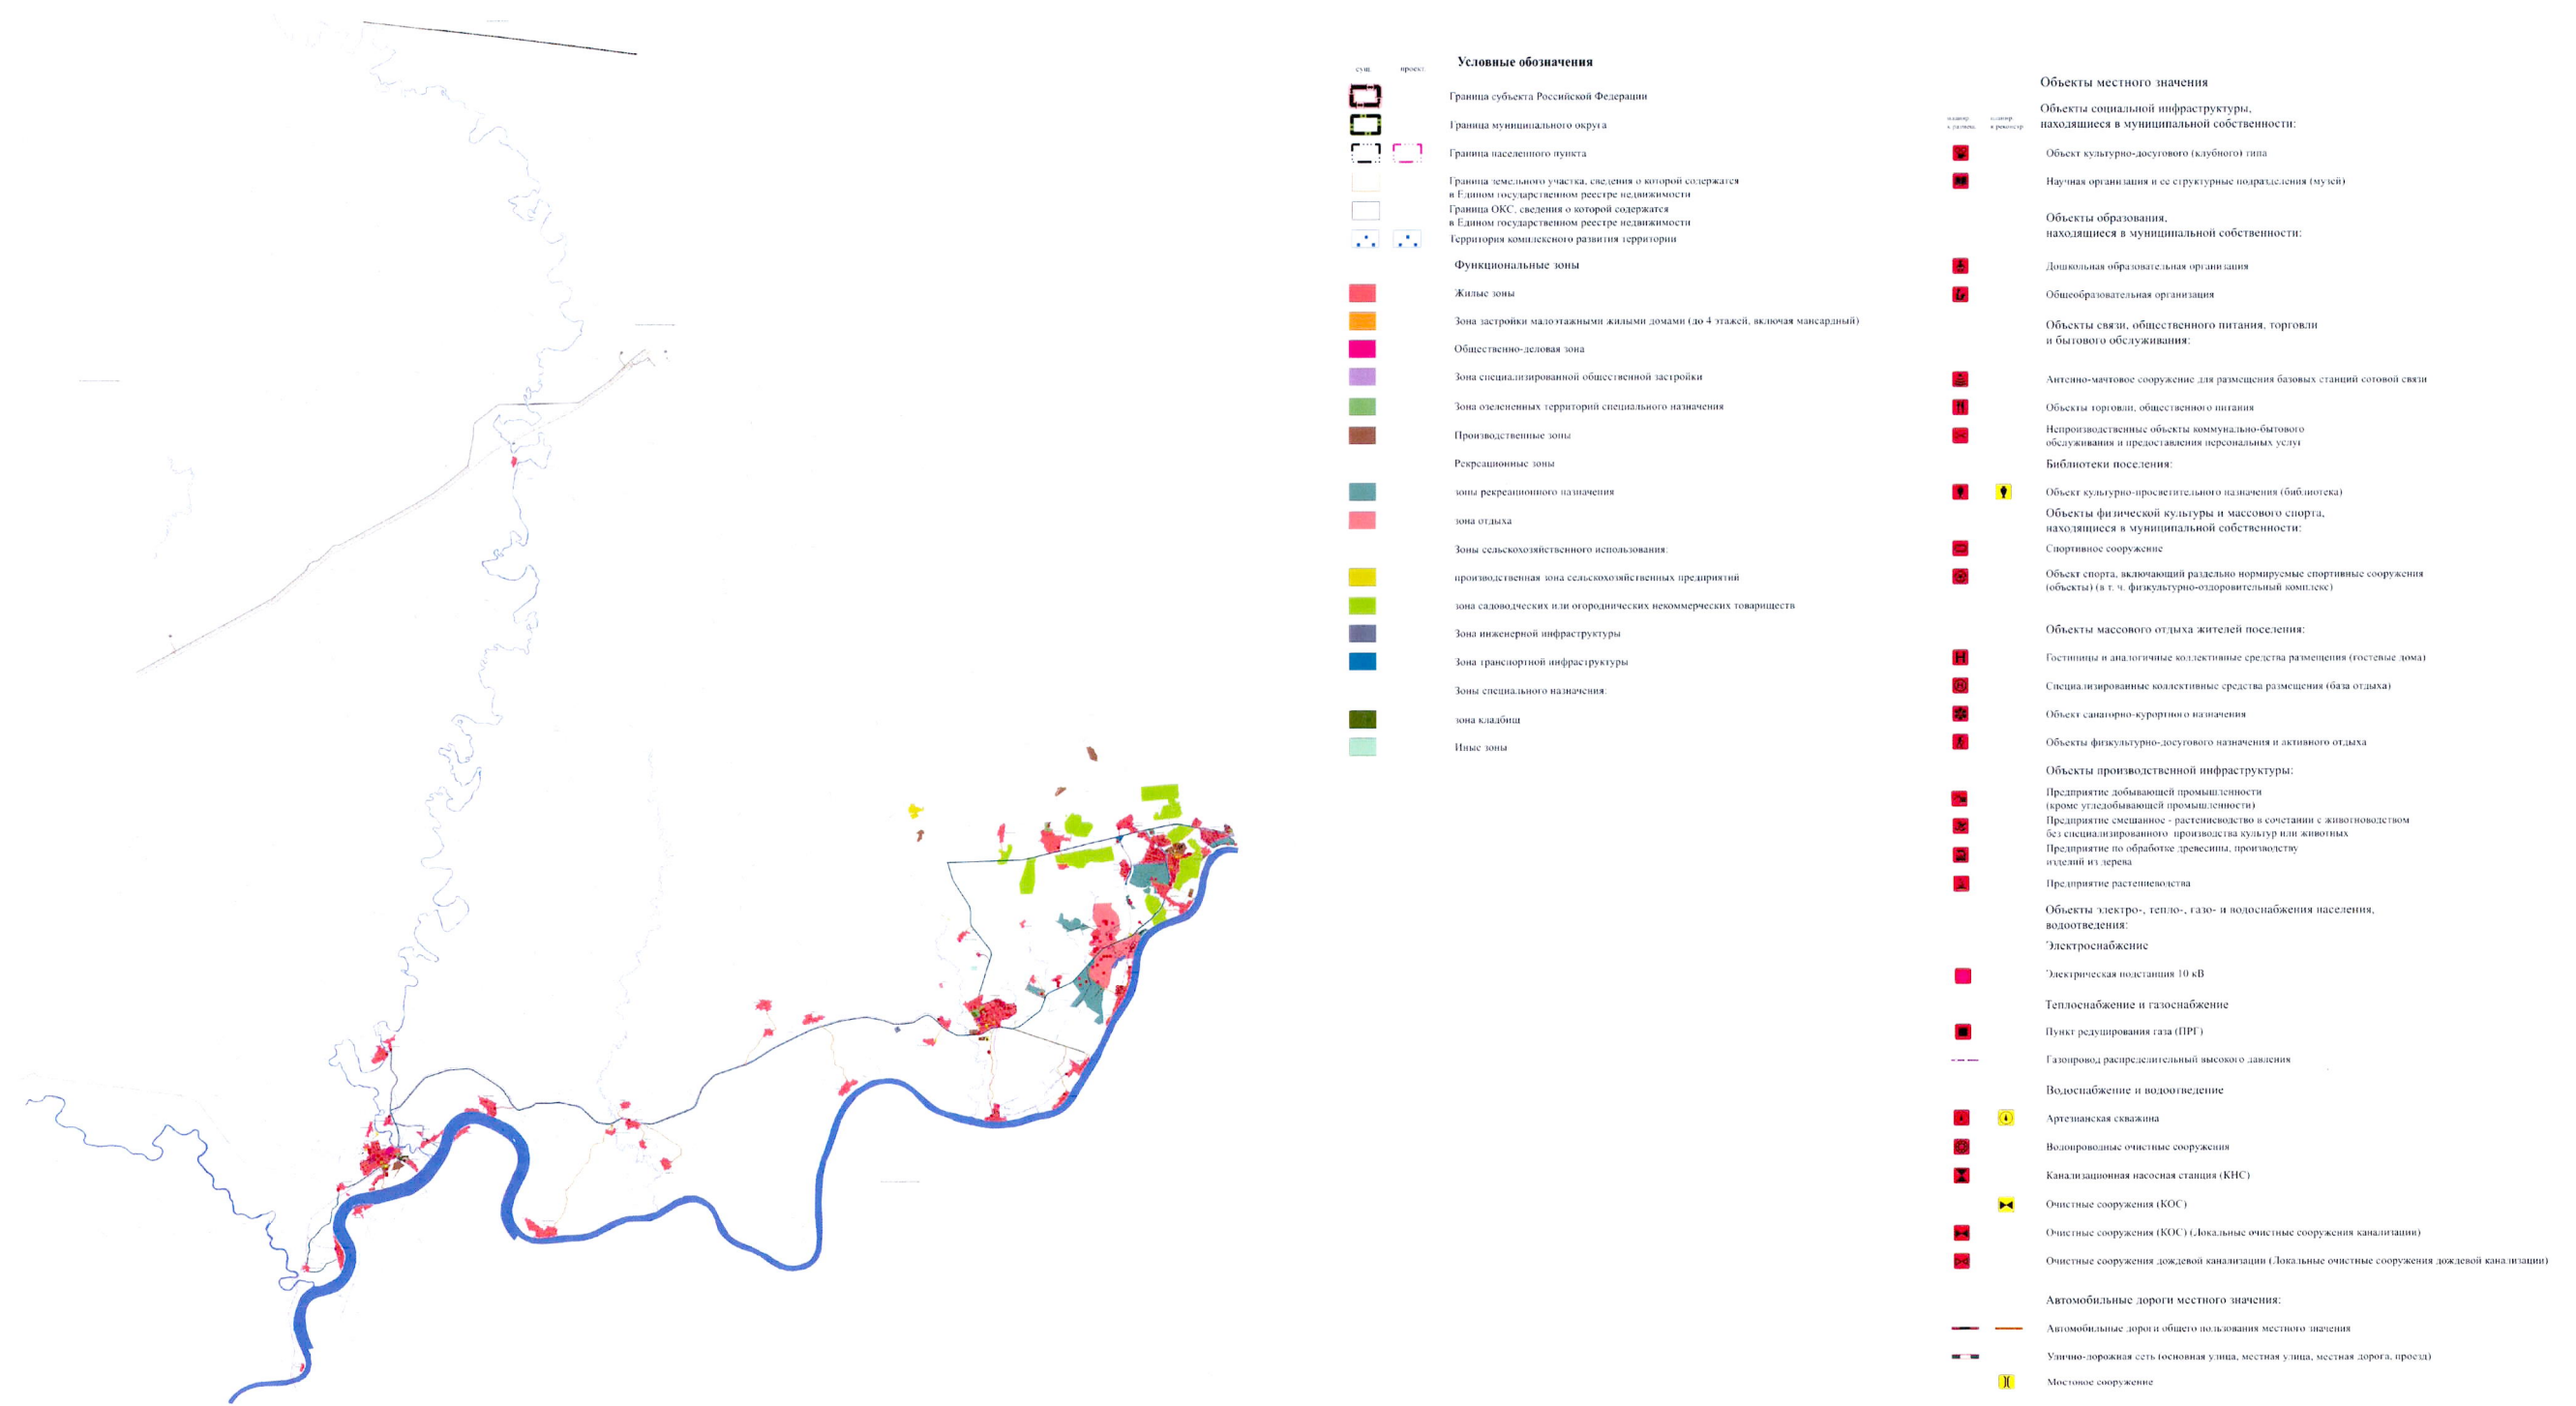 Условные обозначения
сущ.
проект.
Граница субъекта Российской Федерации
Граница муниципального округа
Граница населенного пункта
Граница земельного участка, сведения о которой содержатся
в Едином государственном реестре недвижимости
Граница ОКС, сведения о которой содержатся
в Едином государственном реестре недвижимости
Территория комплексного развития территории
Функциональные зоны
Жилые зоны
Зона застройки малоэтажными жилыми домами (до 4 этажей, включая мансардный)
Общественно-деловая зона
Зона специализированной общественной застройки
Зона озелененных территорий специального назначения
Производственные зоны
Рекреационные зоны
зоны рекреационного назначения
зона отдыха
Зоны сельскохозяйственного использования:
производственная зона сельскохозяйственных предприятий
зона садоводческих или огороднических некоммерческих товариществ
Зона инженерной инфраструктуры
Зона транспортной инфраструктуры
Зоны специального назначения:
зона кладбищ
Иные зоны
Объекты местного значения
Объекты социальной инфраструктуры,
находящиеся в муниципальной собственности:
Объект культурно-досугового (клубного) типа
Научная организация и ее структурные подразделения (музей)
Объекты образования,
находящиеся в муниципальной собственности:
Дошкольная образовательная организация
Общеобразовательная организация
Объекты связи, общественного питания, торговли
и бытового обслуживания:
Антенно-мачтовое сооружение для размещения базовых станций сотовой связи
Объекты торговли, общественного питания
Непроизводственные объекты коммунально-бытового
обслуживания и предоставления персональных услуг
Библиотеки поселения:
Объект культурно-просветительного назначения (библиотека)
Объекты физической культуры и массового спорта,
находящиеся в муниципальной собственности:
Спортивное сооружение
Объект спорта, включающий раздельно нормируемые спортивные сооружения
(объекты) (в т. ч. физкультурно-оздоровительный комплекс)
Объекты массового отдыха жителей поселения:
Гостиницы и аналогичные коллективные средства размещения (гостевые дома)
Специализированные коллективные средства размещения (база отдыха)
Объект санаторно-курортного назначения
Объекты физкультурно-досугового назначения и активного отдыха
Объекты производственной инфраструктуры:
Предприятие добывающей промышленности
(кроме угледобывающей промышленности)
Предприятие смешанное - растениеводство в сочетании с животноводством
без специализированного производства культур или животных
Предприятие по обработке древесины, производству
изделий из дерева
Предприятие растениеводства
Объекты электро-, тепло-, газо- и водоснабжения населения,
водоотведения:
Электроснабжение
Электрическая подстанция 10 кВ
Теплоснабжение и газоснабжение
Пункт редуцирования газа (ПРГ)
Газопровод распределительный высокого давления
Водоснабжение и водоотведение
Артезианская скважина
Водопроводные очистные сооружения
Канализационная насосная станция (КНС)
Очистные сооружения (КОС)
Очистные сооружения (КОС) (Локальные очистные сооружения канализации)
Очистные сооружения дождевой канализации (Локальные очистные сооружения дождевой канализации)
Автомобильные дороги местного значения:
Автомобильные дороги общего пользования местного значения
Улично-дорожная сеть (основная улица, местная улица, местная дорога, проезд)
Мостовое сооружение